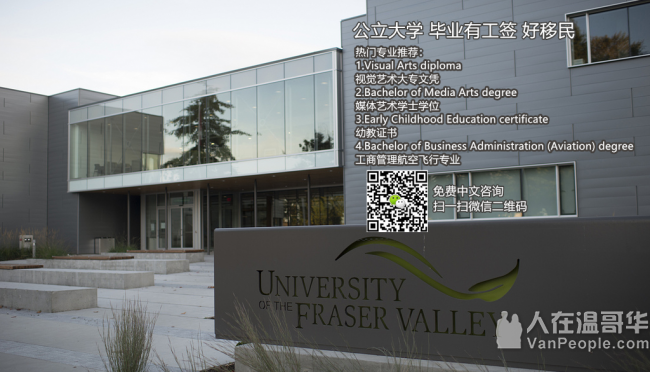 公立大学 毕业有工签 好移民
热门专业推荐：
1.Visual Arts diploma
视觉艺术大专文凭
2.Bachelor of Media Arts degree
媒体艺术学士学位
3.Early Childhood Education certificate
幼教证书
4.Bachelor of Business Administration (Aviation) degree
工商管理航空飞行专业
免费中文咨询
扫一扫微信二维码
UNIVERSITY
OF THE FRASER VALLEY
人在温哥华
VanPeople.com